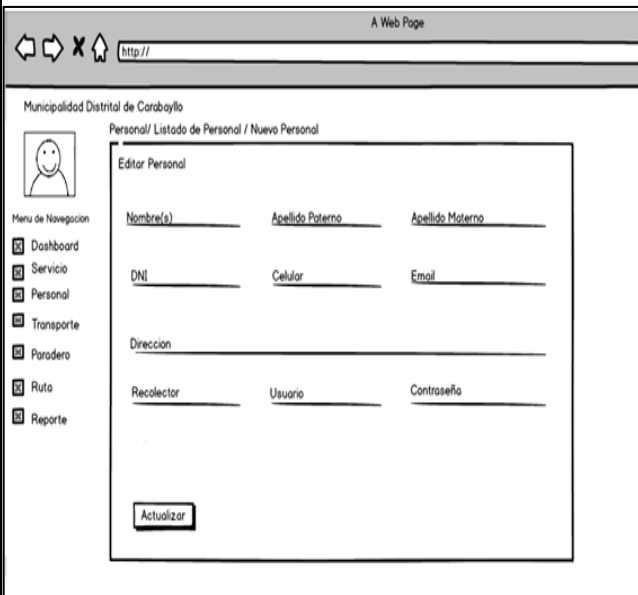 A Web Page
http://
Municipalidad Distrital de Carabayllo
Personal/ Listado de Personal / Nuevo Personal
Editar Personal
Menu de Navegacion
Dashboard
Servicio
Personal
Transporte
Paradero
Ruta
Reporte
Nombre(s) Apellido Paterno Apellido Materno
DNI Celular Email
Direccion
Recolector Usuario Contraseña
Actualizar